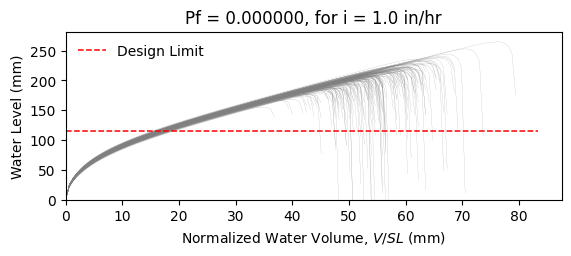 Pf = 0.000000, for i = 1.0 in/hr
Design Limit
Water Level (mm)
250
200
150
100
50
0
0 10 20 30 40 50 60 70 80
Normalized Water Volume, V/SL (mm)